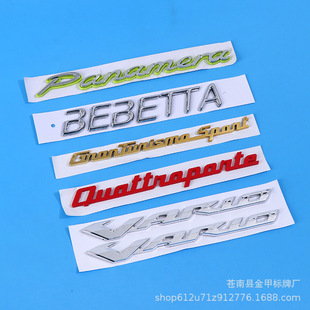 Panamera
BEBETTA
GranTurismo Sport
Quattroporte
VARIO
VARIO
苍南县金甲标牌厂
shop612u71z912776.1688.com